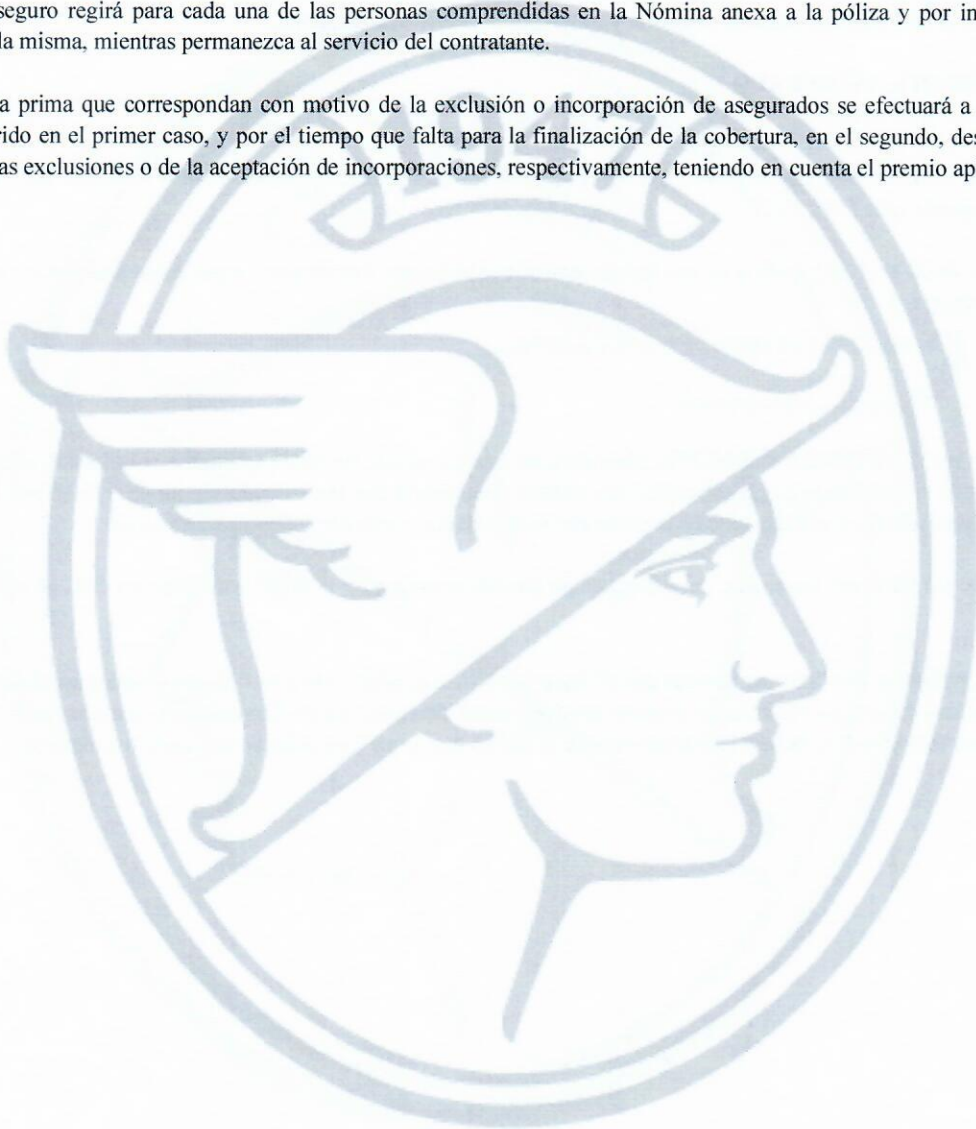 seguro regirá para cada una de las personas comprendidas en la Nómina anexa a la póliza y por in
la misma, mientras permanezca al servicio del contratante.
a prima que correspondan con motivo de la exclusión o incorporación de asegurados se efectuará a
rido en el primer caso, y por el tiempo que falta para la finalización de la cobertura, en el segundo, des
as exclusiones o de la aceptación de incorporaciones, respectivamente, teniendo en cuenta el premio ap